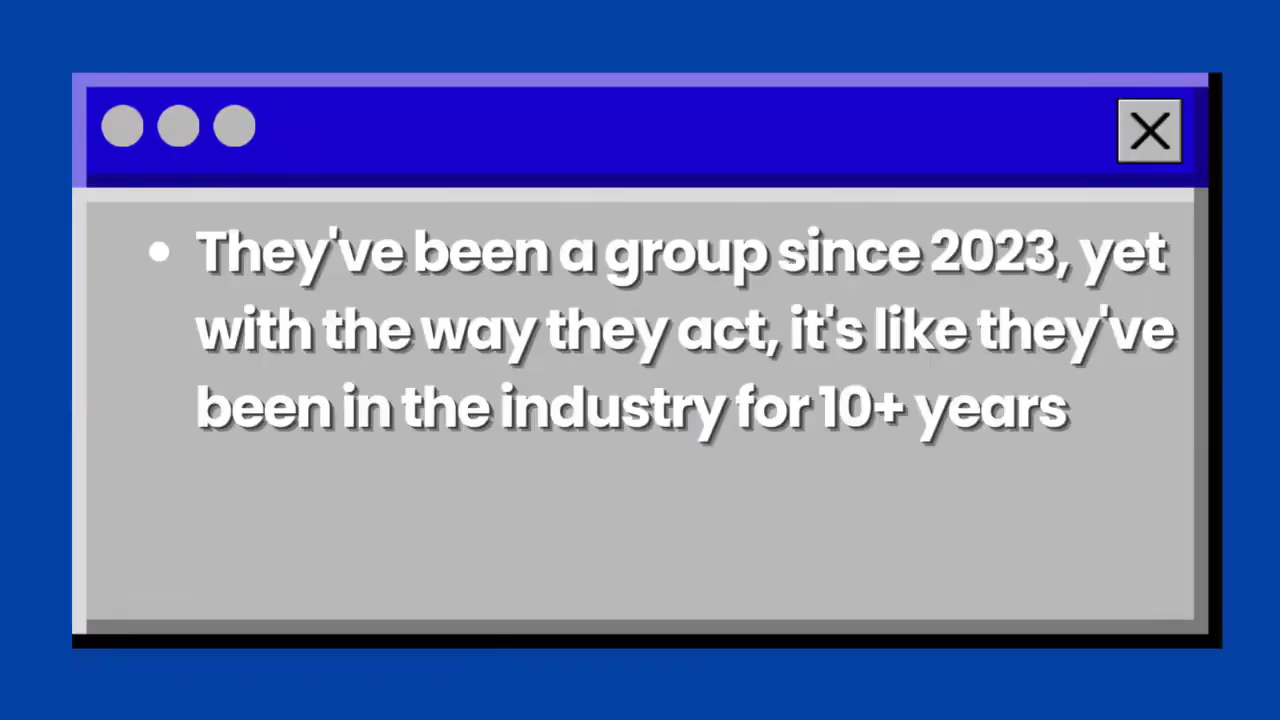 • They've been a group since 2023, yet
with the way they act, it's like they've
been in the industry for 10+ years